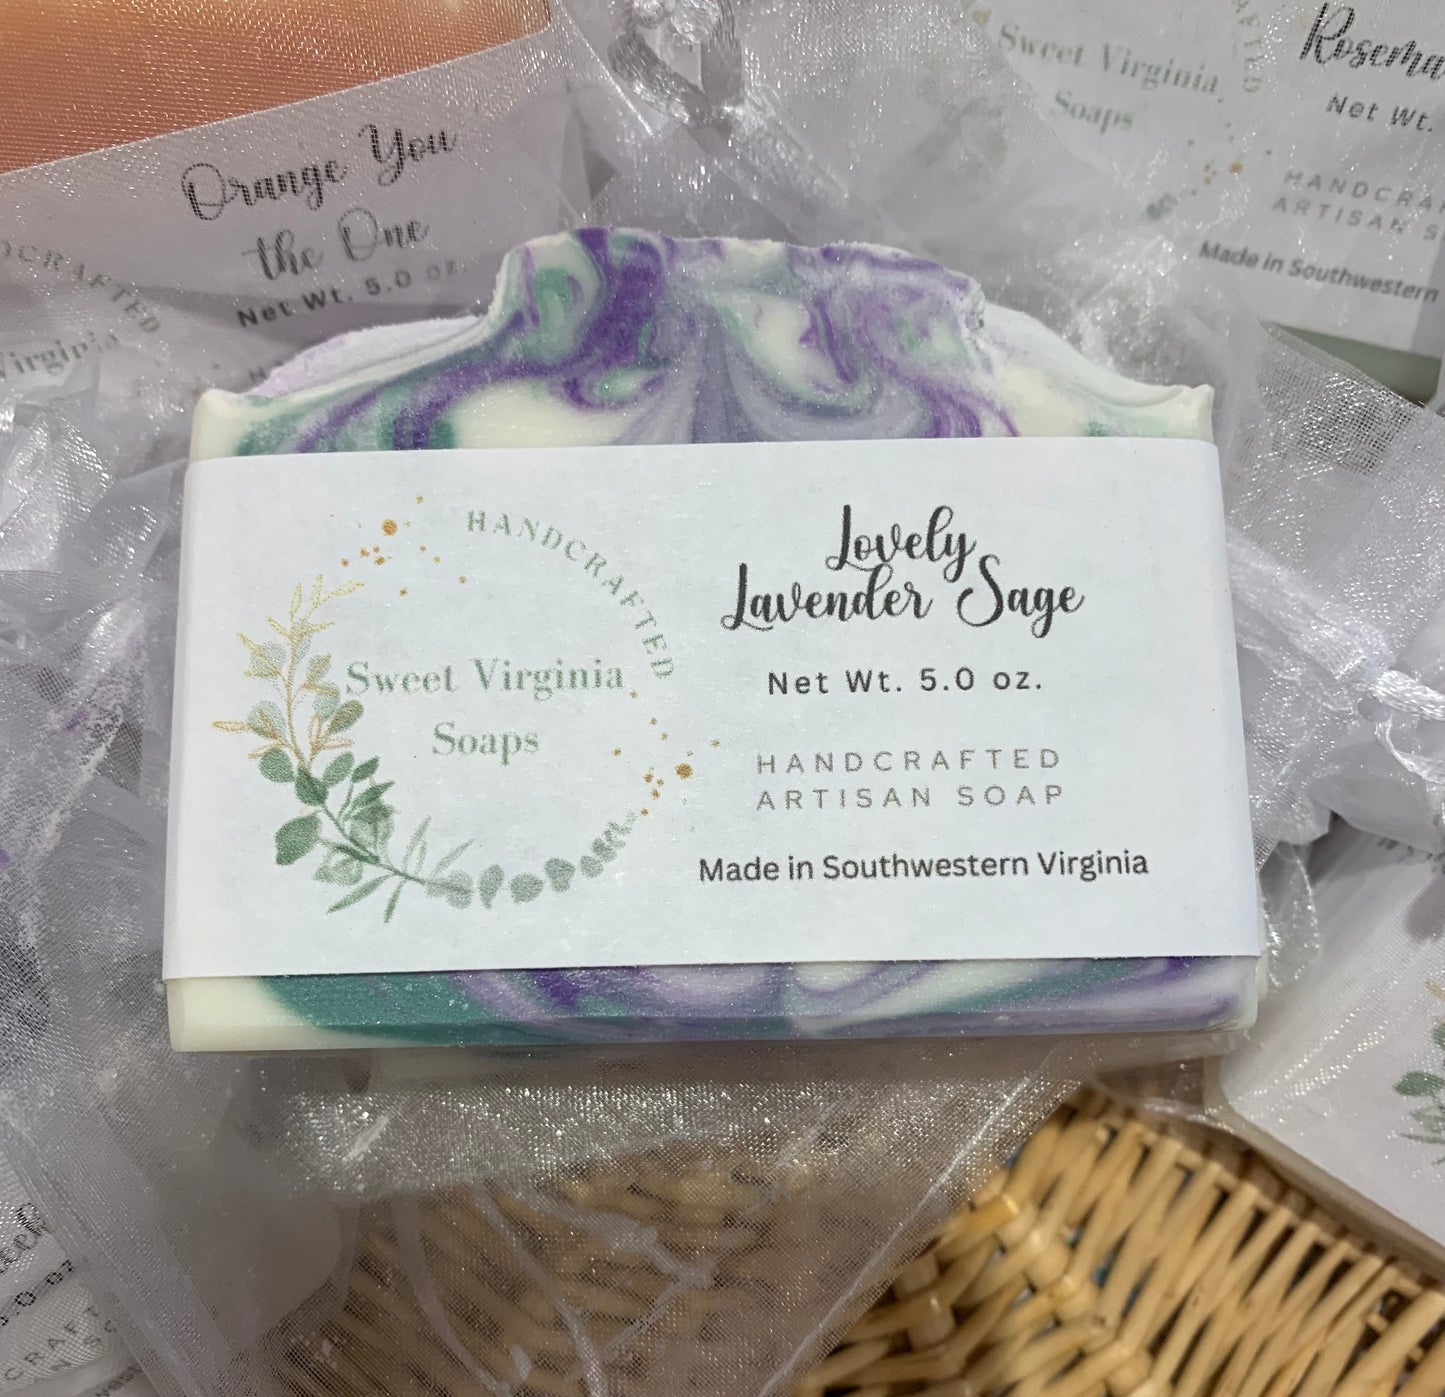 Orange You
the One
Net Wt. 5.0 oz.
Virginia
Sweet Virginia
Soaps
Net Wt.
Made in Southwestern
HANDCRAFTED
Sweet Virginia
Soaps
Lovely
Lavender Sage
Net Wt. 5.0 oz.
HANDCRAFTED
ARTISAN SOAP
Made in Southwestern Virginia